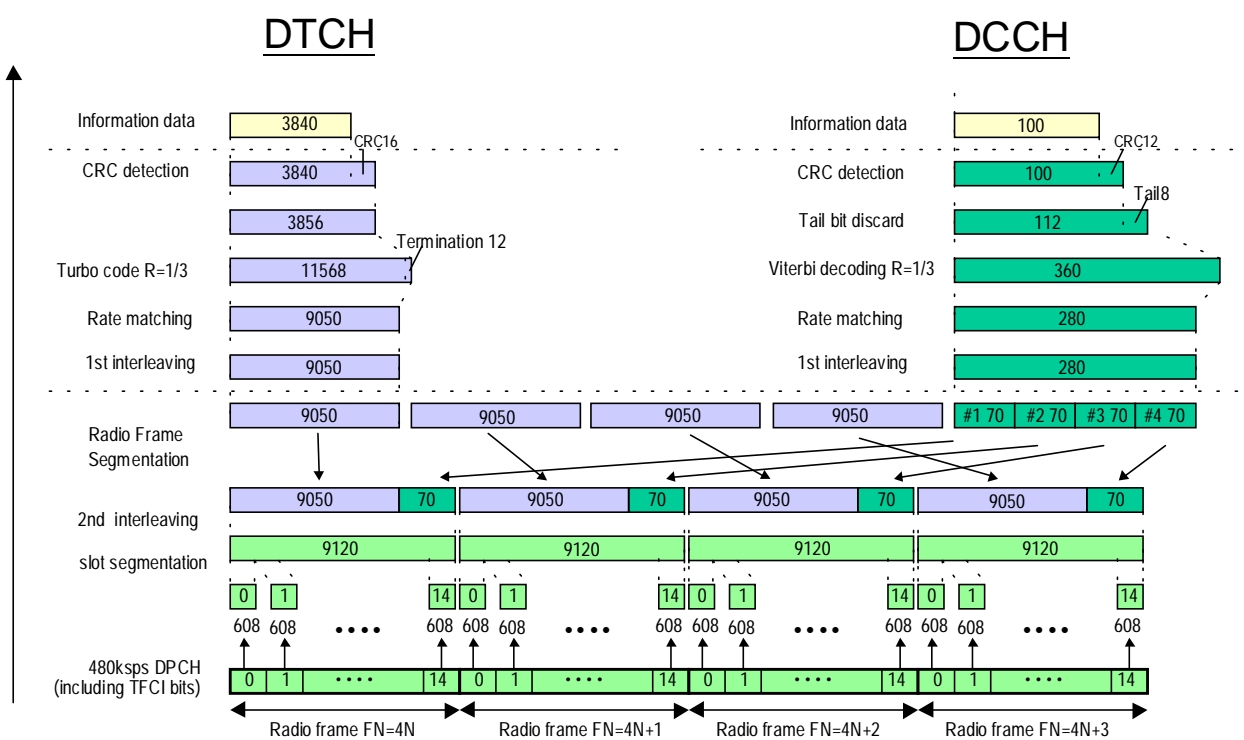 DTCH DCCH
Information data 3840 Information data 100
CRC16 CRC12
CRC detection 3840 CRC detection 100
Tail8
3856 Tail bit discard 112
Termination 12
Turbo code R=1/3 11568 Viterbi decoding R=1/3 360
Rate matching 9050 Rate matching 280
1st interleaving 9050 1st interleaving 280
9050 9050 9050 9050 #1 70 #2 70 #3 70 #4 70
Radio Frame
Segmentation
9050 70 9050 70 9050 70 9050 70
2nd interleaving
9120 9120 9120 9120
slot segmentation
0 1 14 0 1 14 0 1 14 0 1 14
608 608 •••• 608 608 608 •••• 608 608 608 •••• 608 608 608 •••• 608
480ksps DPCH
(including TFCI bits)
0 1 •••• 14 0 1 •••• 14 0 1 •••• 14 0 1 •••• 14
Radio frame FN=4N Radio frame FN=4N+1 Radio frame FN=4N+2 Radio frame FN=4N+3